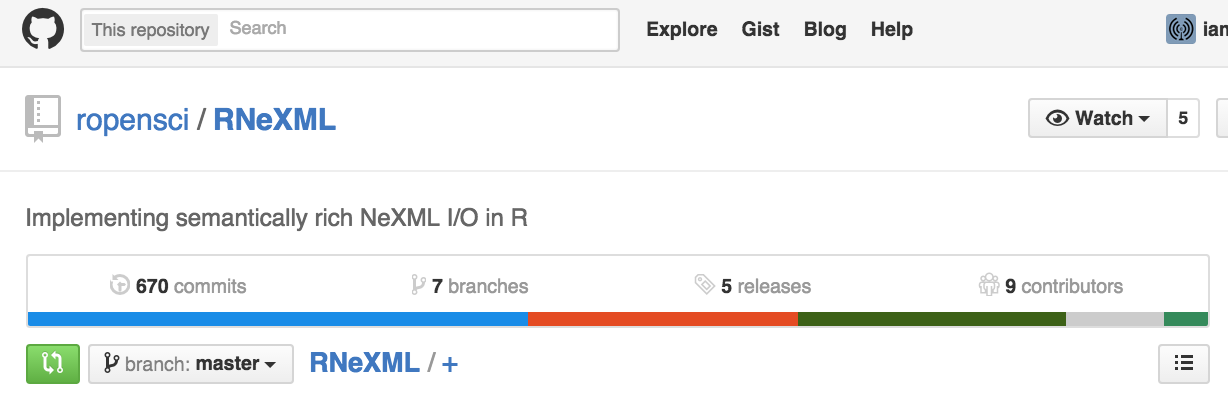 This repository Search Explore Gist Blog Help
ropensci / RNeXML Watch 5
Implementing semantically rich NeXML I/O in R
670 commits 7 branches 5 releases 9 contributors
branch: master RNeXML / +